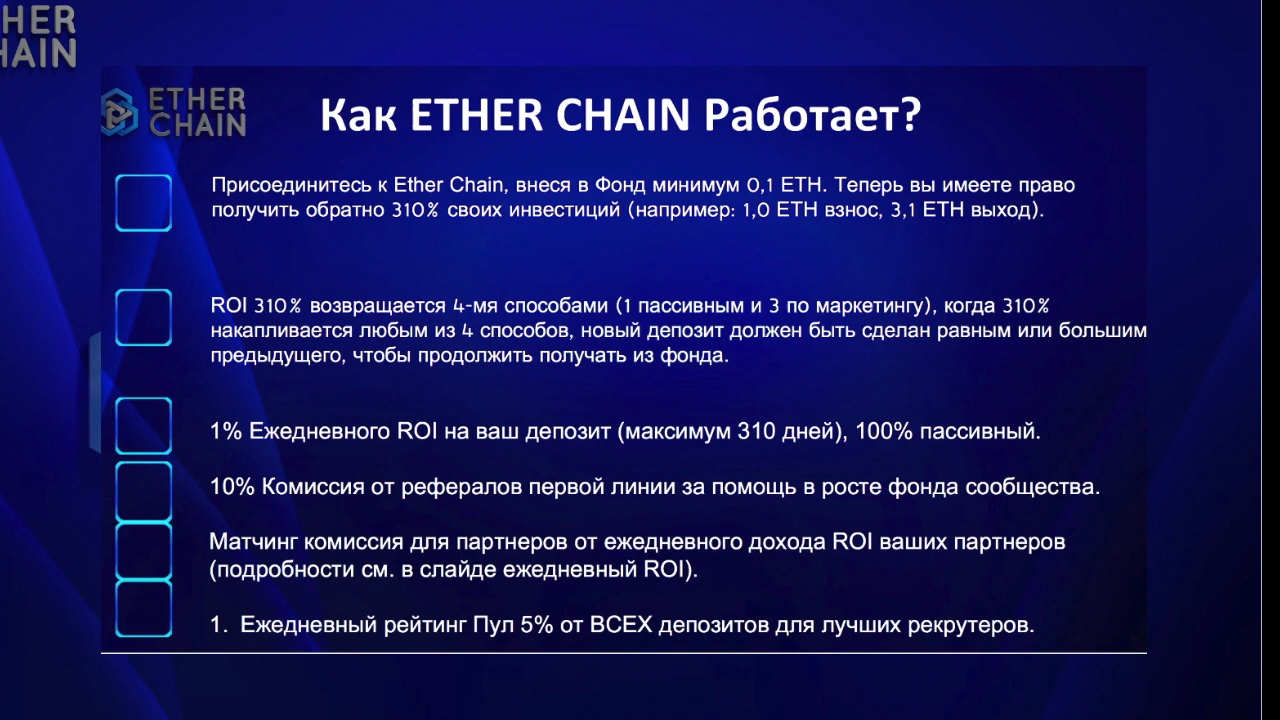 HER
HAIN
ETHER
CHAIN
Как ETHER CHAIN Работает?
Присоединитесь к Ether Chain, внеся в Фонд минимум 0,1 ETH. Теперь вы имеете право
получить обратно 310% своих инвестиций (например: 1,0 ETH взнос, 3,1 ETH выход).
ROI 310% возвращается 4-мя способами (1 пассивным и 3 по маркетингу), когда 310%
накапливается любым из 4 способов, новый депозит должен быть сделан равным или большим
предыдущего, чтобы продолжить получать из фонда.
1% Ежедневного ROI на ваш депозит (максимум 310 дней), 100% пассивный.
10% Комиссия от рефералов первой линии за помощь в росте фонда сообщества.
Матчинг комиссия для партнеров от ежедневного дохода ROI ваших партнеров
(подробности см. в слайде ежедневный ROI).
1. Ежедневный рейтинг Пул 5% от ВСЕХ депозитов для лучших рекрутеров.